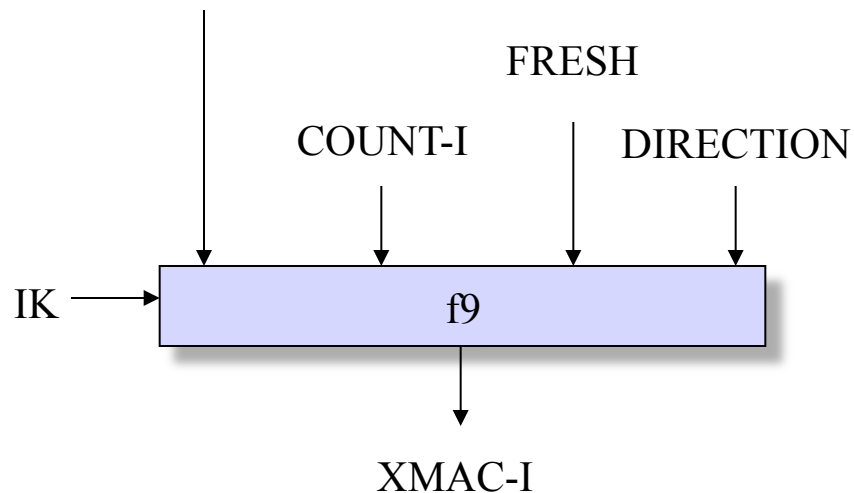 FRESH
COUNT-I
DIRECTION
IK
f9
XMAC-I